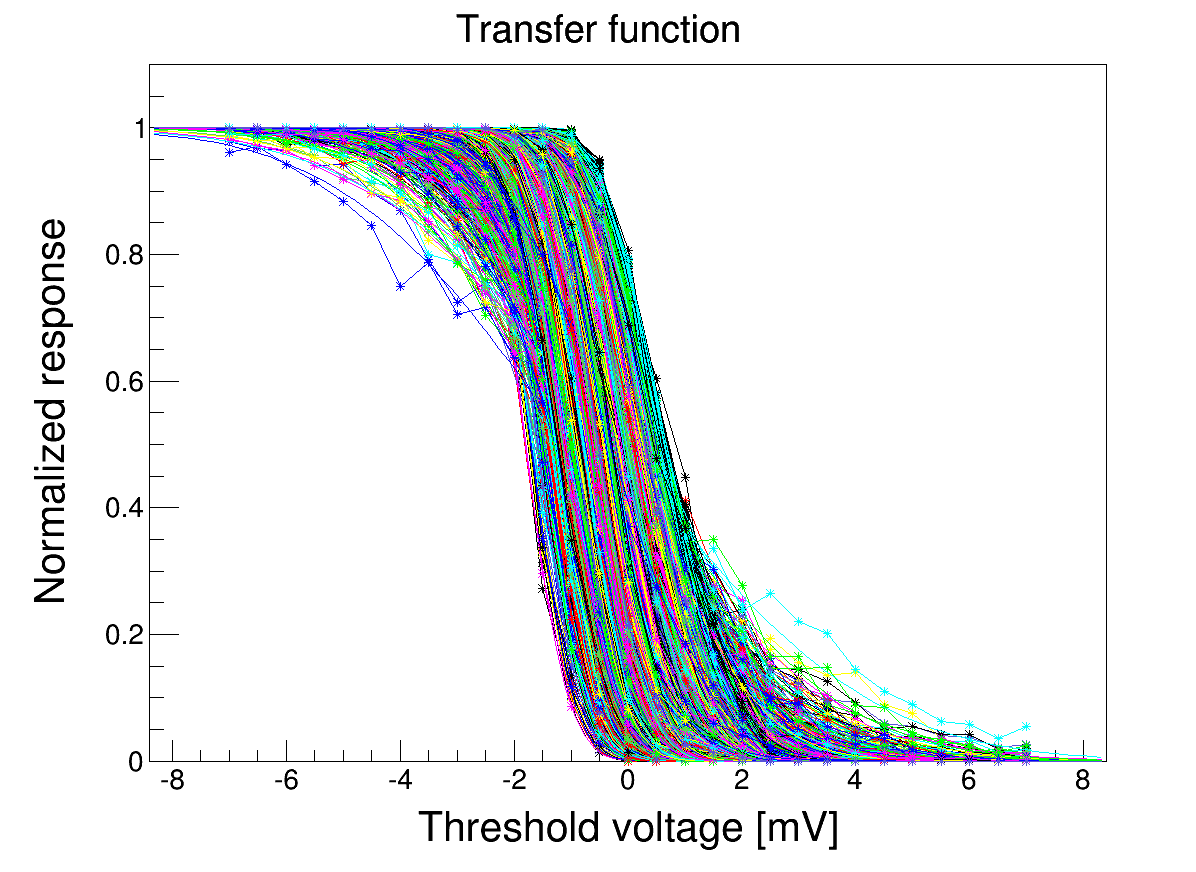 Transfer function
Normalized response
1
0.8
0.6
0.4
0.2
0
-8 -6 -4 -2 0 2 4 6 8
Threshold voltage [mV]